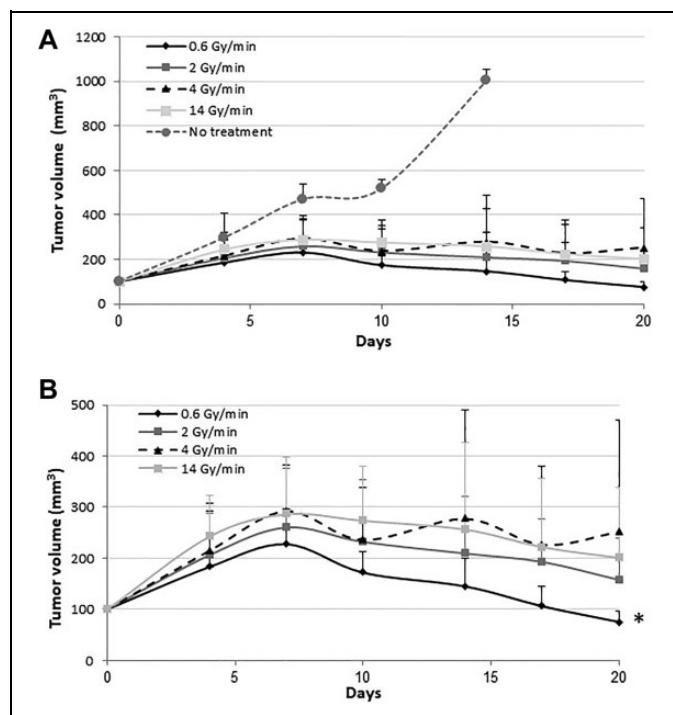 A
1200
1000
800
600
400
200
0
0.6 Gy/min
2 Gy/min
4 Gy/min
14 Gy/min
No treatment
Tumor volume (mm³)
0 5 10 15 20
Days
B
500
400
300
200
100
0
0.6 Gy/min
2 Gy/min
4 Gy/min
14 Gy/min
Tumor volume (mm³)
*
0 5 10 15 20
Days